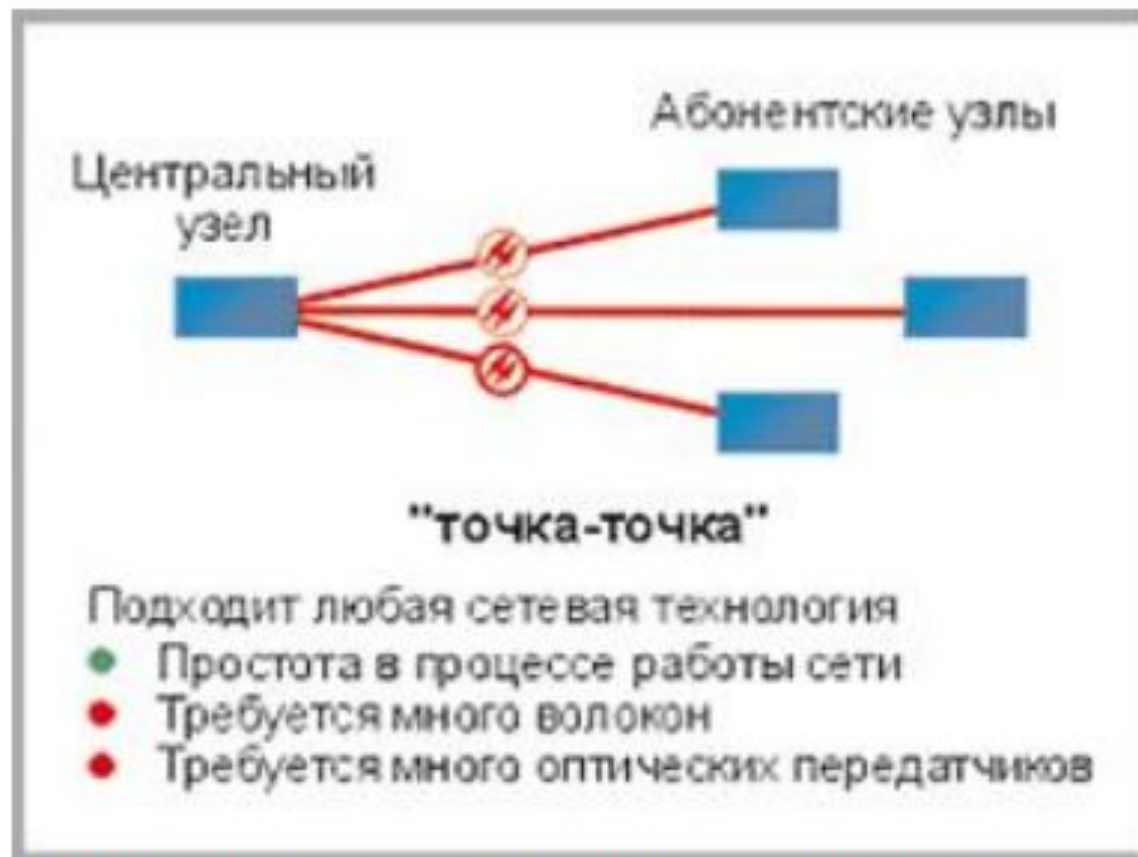 Абонентские узлы
Центральный
узел
"точка-точка"
Подходит любая сетевая технология
Простота в процессе работы сети
Требуется много волокон
Требуется много оптических передатчиков